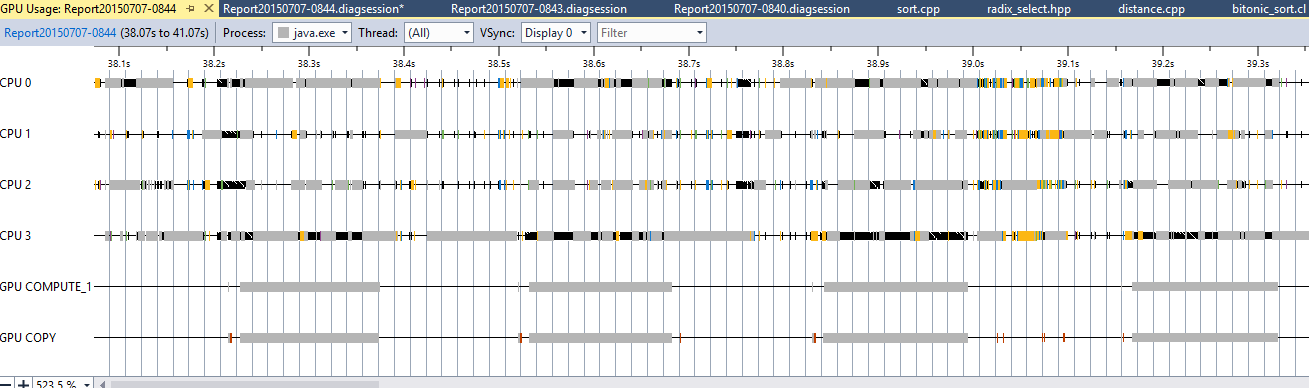 GPU Usage: Report20150707-0844 Report20150707-0844.diagsession* Report20150707-0843.diagsession Report20150707-0840.diagsession sort.cpp radix_select.hpp distance.cpp bitonic_sort.cl
Report20150707-0844 (38.07s to 41.07s) Process: java.exe Thread: (All) VSync: Display 0 Filter
38.1s 38.2s 38.3s 38.4s 38.5s 38.6s 38.7s 38.8s 38.9s 39.0s 39.1s 39.2s 39.3s
CPU 0
CPU 1
CPU 2
CPU 3
GPU COMPUTE_1
GPU COPY
523.5 %